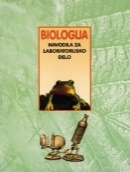 BIOLOGIJA
NAVODILA ZA
LABORATORIJSKO
DELO